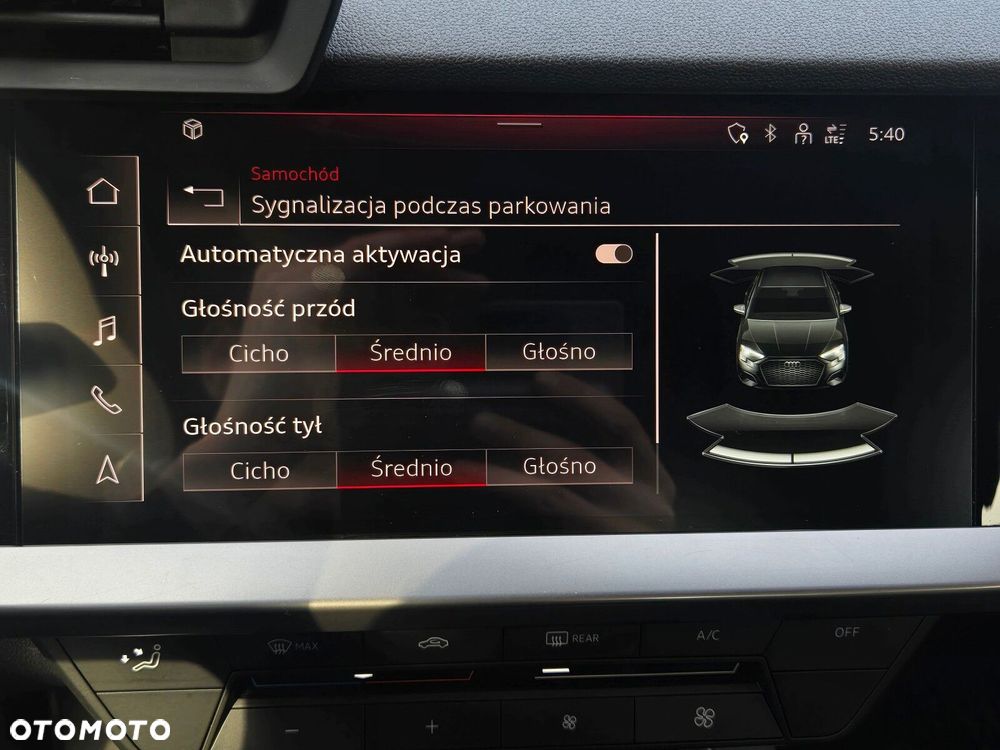 LTE
5:40
Samochód
Sygnalizacja podczas parkowania
Automatyczna aktywacja
Głośność przód
Cicho Średnio Głośno
Głośność tył
Cicho Średnio Głośno
MAX
REAR
A/C
OFF
OTOMOTO